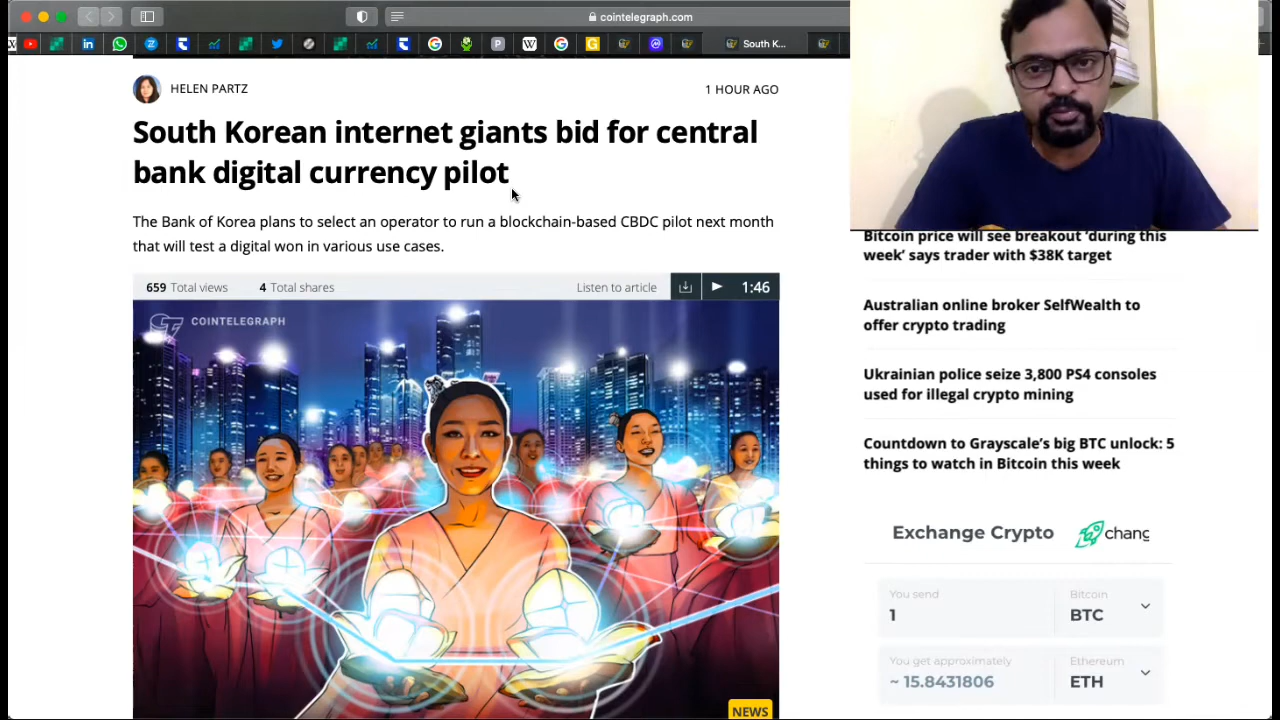 cointelegraph.com
South K...
HELEN PARTZ
1 HOUR AGO
South Korean internet giants bid for central
bank digital currency pilot
The Bank of Korea plans to select an operator to run a blockchain-based CBDC pilot next month
that will test a digital won in various use cases.
659 Total views
4 Total shares
Listen to article
1:46
COINTELEGRAPH
NEWS
Bitcoin price will see breakout ‘during this
week’ says trader with $38K target
Australian online broker SelfWealth to
offer crypto trading
Ukrainian police seize 3,800 PS4 consoles
used for illegal crypto mining
Countdown to Grayscale’s big BTC unlock: 5
things to watch in Bitcoin this week
Exchange Crypto
chang
You send
Bitcoin
1
BTC
You get approximately
Ethereum
~ 15.8431806
ETH